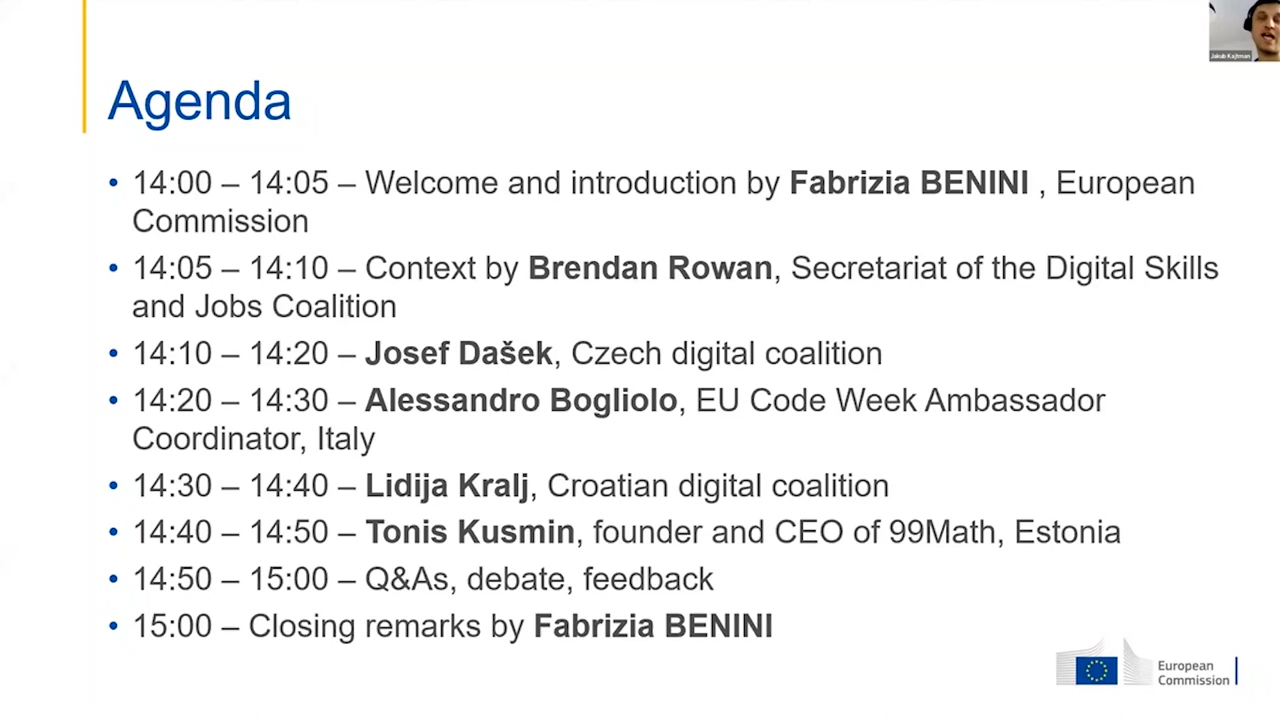 Jakub Kajtman
Agenda
• 14:00 – 14:05 – Welcome and introduction by Fabrizia BENINI , European
Commission
• 14:05 – 14:10 – Context by Brendan Rowan, Secretariat of the Digital Skills
and Jobs Coalition
• 14:10 – 14:20 – Josef Dašek, Czech digital coalition
• 14:20 – 14:30 – Alessandro Bogliolo, EU Code Week Ambassador
Coordinator, Italy
• 14:30 – 14:40 – Lidija Kralj, Croatian digital coalition
• 14:40 – 14:50 – Tonis Kusmin, founder and CEO of 99Math, Estonia
• 14:50 – 15:00 – Q&As, debate, feedback
• 15:00 – Closing remarks by Fabrizia BENINI
European
Commission